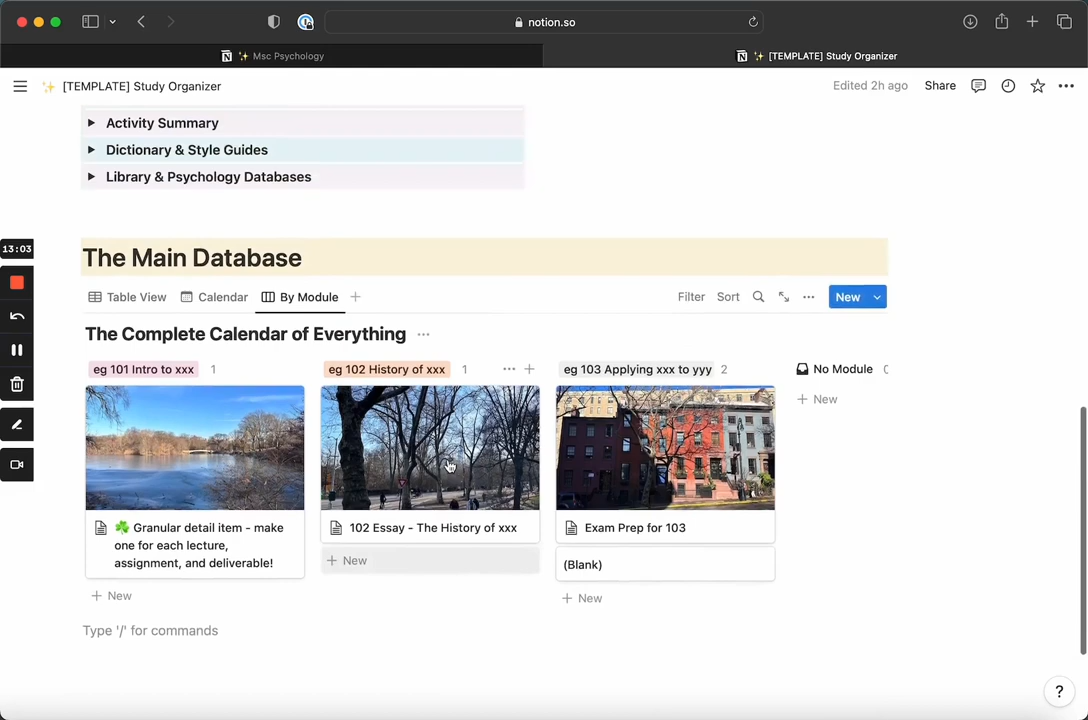 notion.so
✨ Msc Psychology
✨ [TEMPLATE] Study Organizer
✨ [TEMPLATE] Study Organizer
Edited 2h ago Share
Activity Summary
Dictionary & Style Guides
Library & Psychology Databases
13:03
The Main Database
Table View Calendar By Module + Filter Sort New
The Complete Calendar of Everything ...
eg 101 Intro to xxx 1 eg 102 History of xxx 1 eg 103 Applying xxx to yyy 2 No Module
+ New
☘️ Granular detail item - make
one for each lecture,
assignment, and deliverable!
102 Essay - The History of xxx
Exam Prep for 103
(Blank)
+ New
+ New
+ New
Type '/' for commands
?